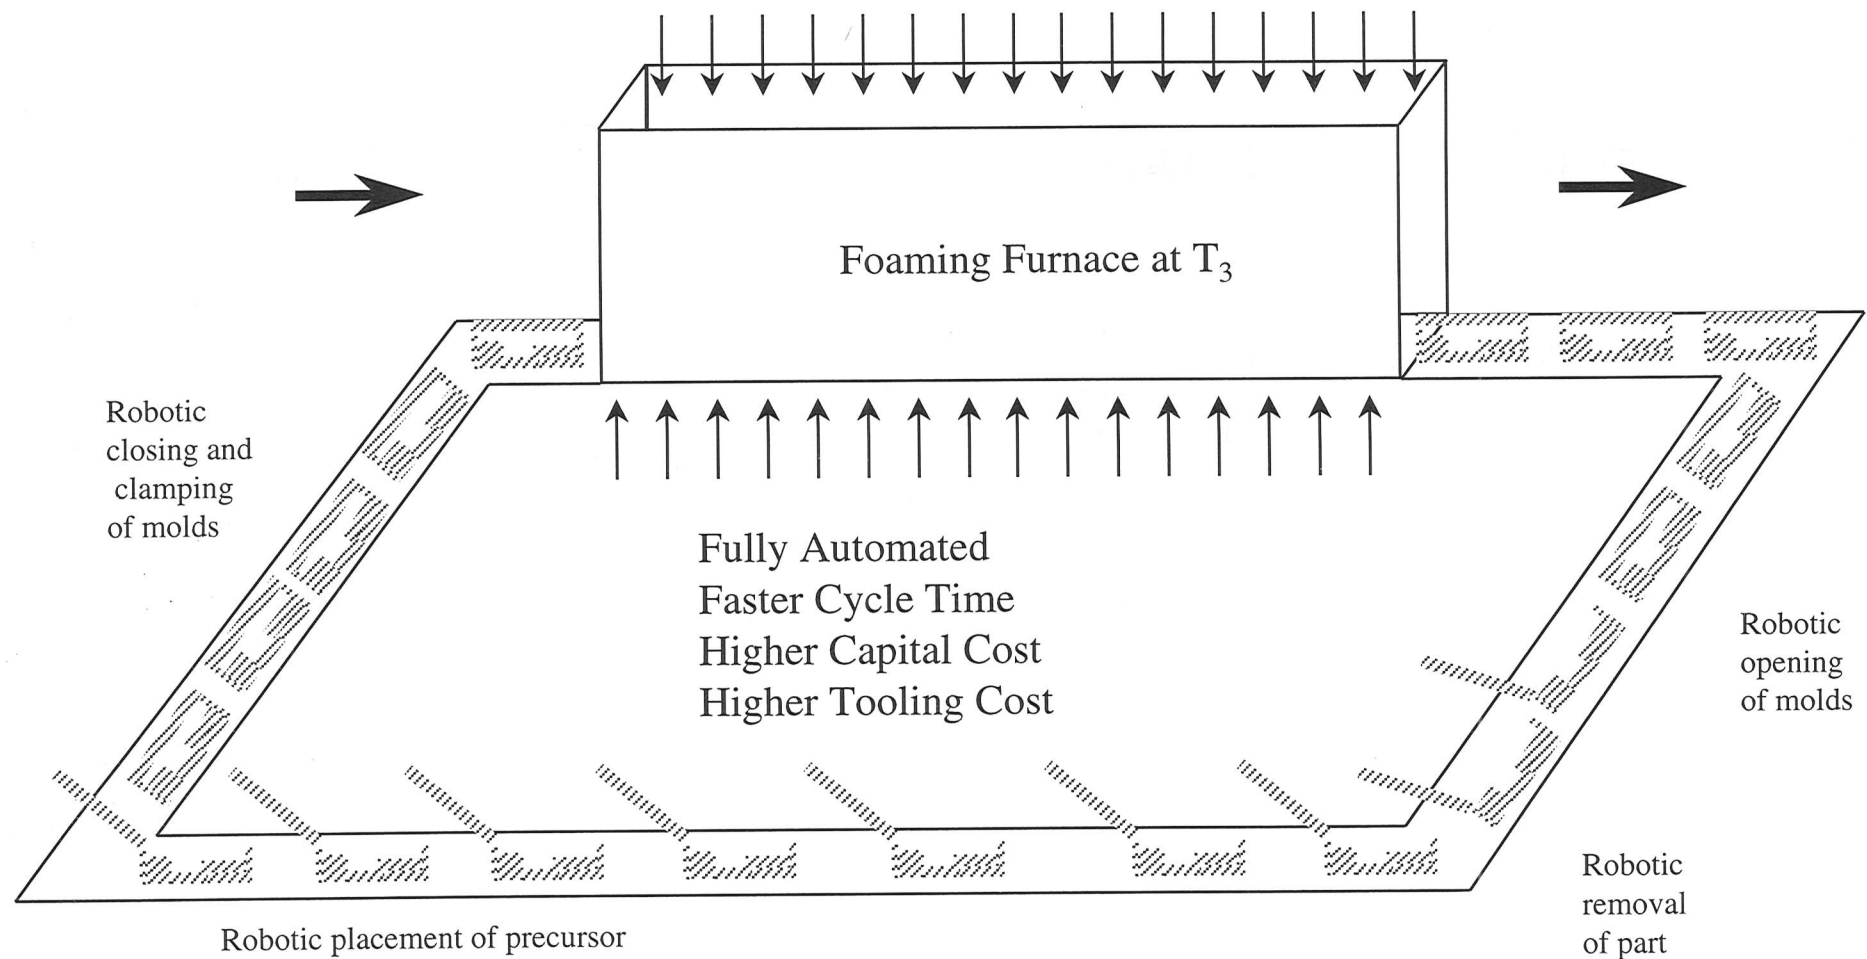 Foaming Furnace at T₃
Robotic
closing and
clamping
of molds
Fully Automated
Faster Cycle Time
Higher Capital Cost
Higher Tooling Cost
Robotic
opening
of molds
Robotic
removal
of part
Robotic placement of precursor